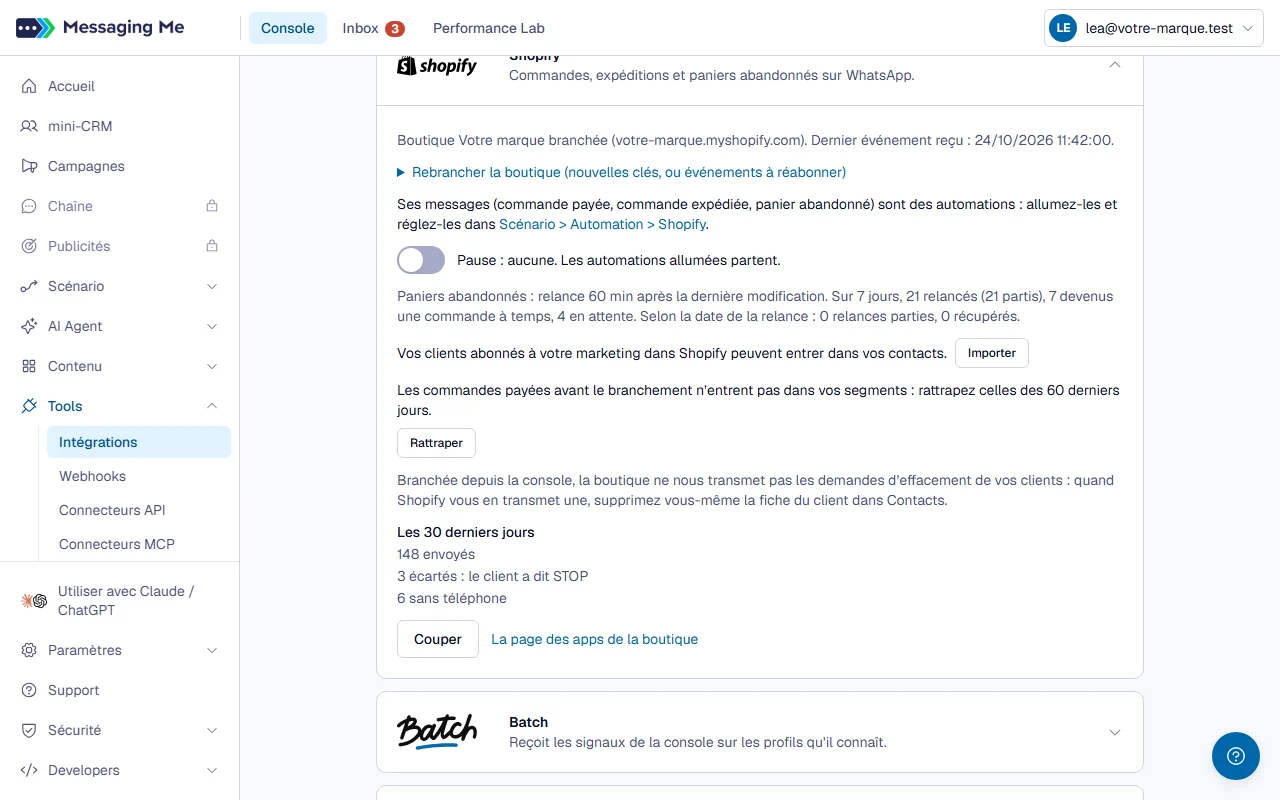 Messaging Me
Console
Inbox 3
Performance Lab
LE lea@votre-marque.test
Accueil
mini-CRM
Campagnes
Chaîne
Publicités
Scénario
AI Agent
Contenu
Tools
Intégrations
Webhooks
Connecteurs API
Connecteurs MCP
Utiliser avec Claude /
ChatGPT
Paramètres
Support
Sécurité
Developers
shopify
Shopify
Commandes, expéditions et paniers abandonnés sur WhatsApp.
Boutique Votre marque branchée (votre-marque.myshopify.com). Dernier événement reçu : 24/10/2026 11:42:00.
Rebrancher la boutique (nouvelles clés, ou événements à réabonner)
Ses messages (commande payée, commande expédiée, panier abandonné) sont des automations : allumez-les et
réglez-les dans Scénario > Automation > Shopify.
Pause : aucune. Les automations allumées partent.
Paniers abandonnés : relance 60 min après la dernière modification. Sur 7 jours, 21 relancés (21 partis), 7 devenus
une commande à temps, 4 en attente. Selon la date de la relance : 0 relances parties, 0 récupérés.
Vos clients abonnés à votre marketing dans Shopify peuvent entrer dans vos contacts. Importer
Les commandes payées avant le branchement n'entrent pas dans vos segments : rattrapez celles des 60 derniers
jours.
Rattraper
Branchée depuis la console, la boutique ne nous transmet pas les demandes d'effacement de vos clients : quand
Shopify vous en transmet une, supprimez vous-même la fiche du client dans Contacts.
Les 30 derniers jours
148 envoyés
3 écartés : le client a dit STOP
6 sans téléphone
Couper La page des apps de la boutique
Batch
Batch
Reçoit les signaux de la console sur les profils qu'il connaît.